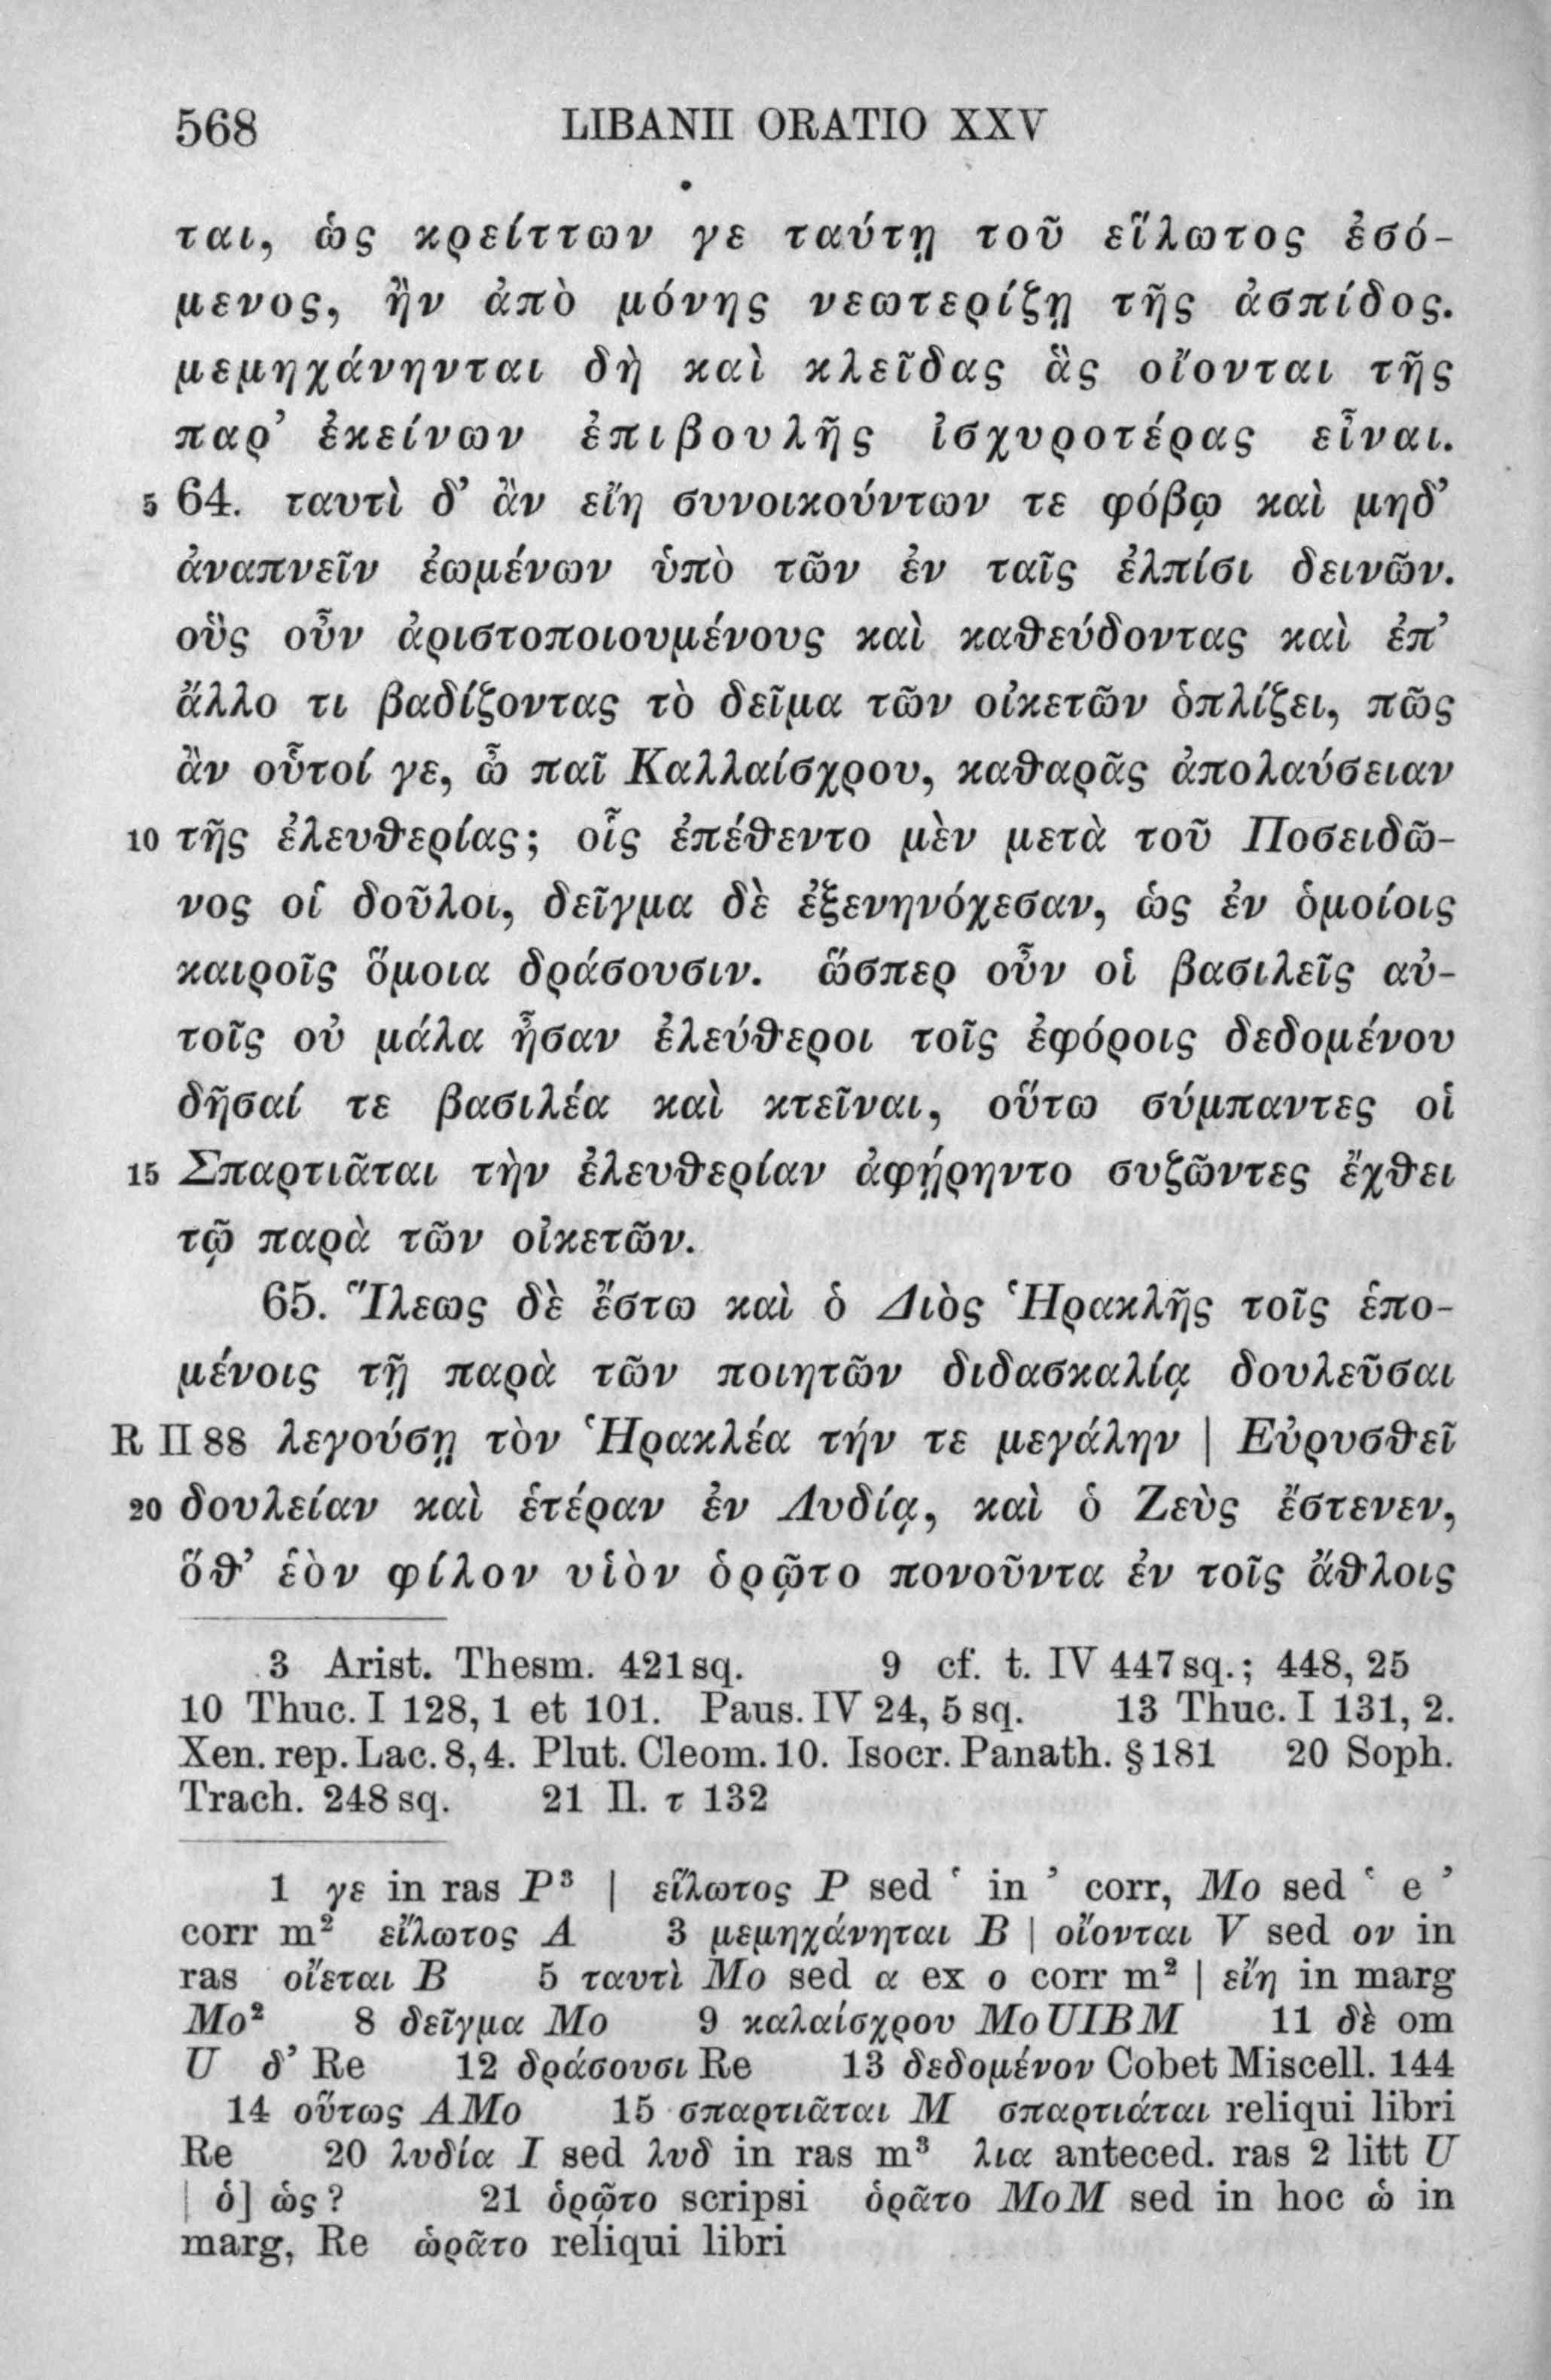 568 LIBANII ORATIO XXV
ται, ὡς κρείττων γε ταύτῃ τοῦ εἵλωτος ἐσό-
μενος, ἢν ἀπὸ μόνης νεωτερίζῃ τῆς ἀσπίδος.
μεμηχάνηνται δὴ καὶ κλεῖδας ἃς οἴονται τῆς
παρ’ ἐκείνων ἐπιβουλῆς ἰσχυροτέρας εἶναι.
5 64. ταυτὶ δ’ ἂν εἴη συνοικούντων τε φόβῳ καὶ μηδ’
ἀναπνεῖν ἐωμένων ὑπὸ τῶν ἐν ταῖς ἐλπίσι δεινῶν.
οὓς οὖν ἀριστοποιουμένους καὶ καθεύδοντας καὶ ἐπ’
ἄλλο τι βαδίζοντας τὸ δεῖμα τῶν οἰκετῶν ὁπλίζει, πῶς
ἂν οὗτοί γε, ὦ παῖ Καλλαίσχρου, καθαρᾶς ἀπολαύσειαν
10 τῆς ἐλευθερίας; οἷς ἐπέθεντο μὲν μετὰ τοῦ Ποσειδῶ-
νος οἱ δοῦλοι, δεῖγμα δὲ ἐξενηνόχεσαν, ὡς ἐν ὁμοίοις
καιροῖς ὅμοια δράσουσιν. ὥσπερ οὖν οἱ βασιλεῖς αὐ-
τοῖς οὐ μάλα ἦσαν ἐλεύθεροι τοῖς ἐφόροις δεδομένου
δῆσαί τε βασιλέα καὶ κτεῖναι, οὕτω σύμπαντες οἱ
15 Σπαρτιᾶται τὴν ἐλευθερίαν ἀφῄρηντο συζῶντες ἔχθει
τῷ παρὰ τῶν οἰκετῶν.
65. Ἵλεως δὲ ἔστω καὶ ὁ Διὸς Ἡρακλῆς τοῖς ἑπο-
μένοις τῇ παρὰ τῶν ποιητῶν διδασκαλίᾳ δουλεῦσαι
R II 88 λεγούσῃ τὸν Ἡρακλέα τήν τε μεγάλην | Εὐρυσθεῖ
20 δουλείαν καὶ ἑτέραν ἐν Λυδίᾳ, καὶ ὁ Ζεὺς ἔστενεν,
ὅθ’ ἑὸν φίλον υἱὸν ὁρῷτο πονοῦντα ἐν τοῖς ἄθλοις
3 Arist. Thesm. 421 sq. 9 cf. t. IV 447 sq.; 448, 25
10 Thuc. I 128, 1 et 101. Paus. IV 24, 5 sq. 13 Thuc. I 131, 2.
Xen. rep. Lac. 8, 4. Plut. Cleom. 10. Isocr. Panath. § 181 20 Soph.
Trach. 248 sq. 21 Il. τ 132
1 γε in ras P³ | εἵλωτος P sed ʽ in ʼ corr, Mo sed ʽ e ʼ
corr m² εἴλωτος A 3 μεμηχάνηται B | οἴονται V sed ον in
ras οἴεται B 5 ταυτὶ Mo sed α ex ο corr m² | εἴη in marg
Mo² 8 δεῖγμα Mo 9 καλαίσχρου MoUIBM 11 δὲ om
U δ’ Re 12 δράσουσι Re 13 δεδομένον Cobet Miscell. 144
14 οὕτως AMo 15 σπαρτιᾶται M σπαρτιάται reliqui libri
Re 20 λυδία I sed λυδ in ras m³ λια anteced. ras 2 litt U
| ὁ] ὡς? 21 ὁρῷτο scripsi ὁρᾶτο MoM sed in hoc ὡ in
marg, Re ὡρᾶτο reliqui libri